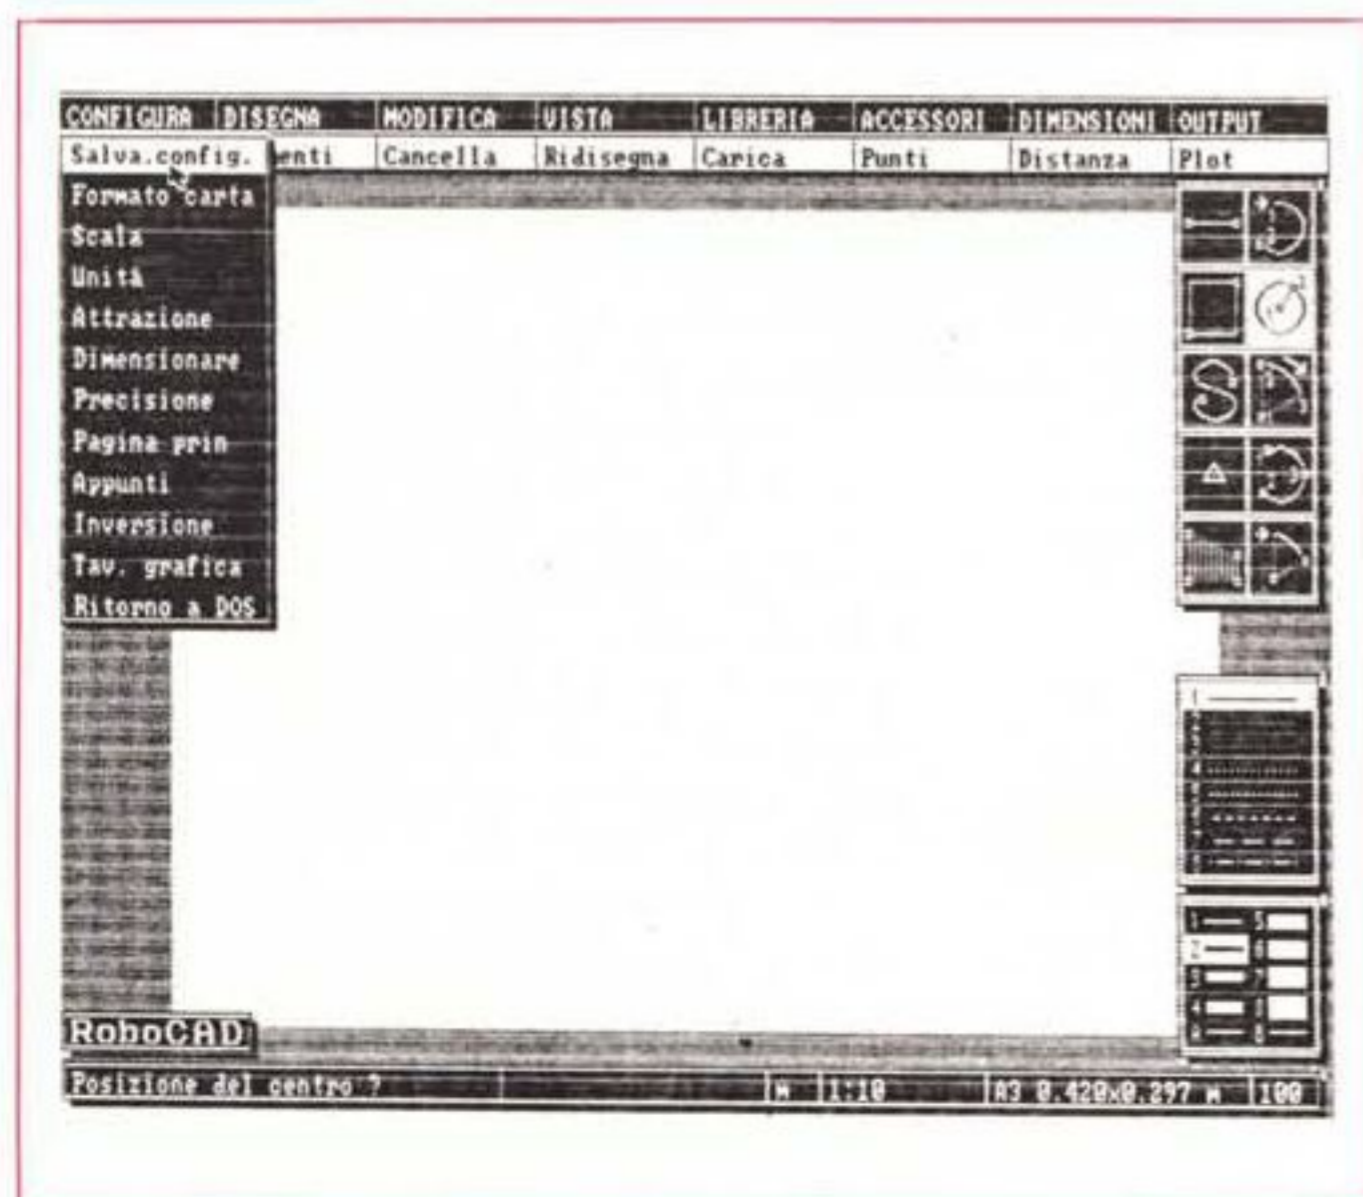 CONFIGURA DISEGNA MODIFICA VISTA LIBRERIA ACCESSORI DIMENSIONI OUTPUT
Salva.config. menti Cancella Ridisegna Carica Punti Distanza Plot
Formato carta
Scala
Unità
Attrazione
Dimensionare
Precisione
Pagina prin
Appunti
Inversione
Tav. grafica
Ritorno a DOS
RoboCAD
Posizione del centro ? m 1:10 A3 0.420x0.297 m 100